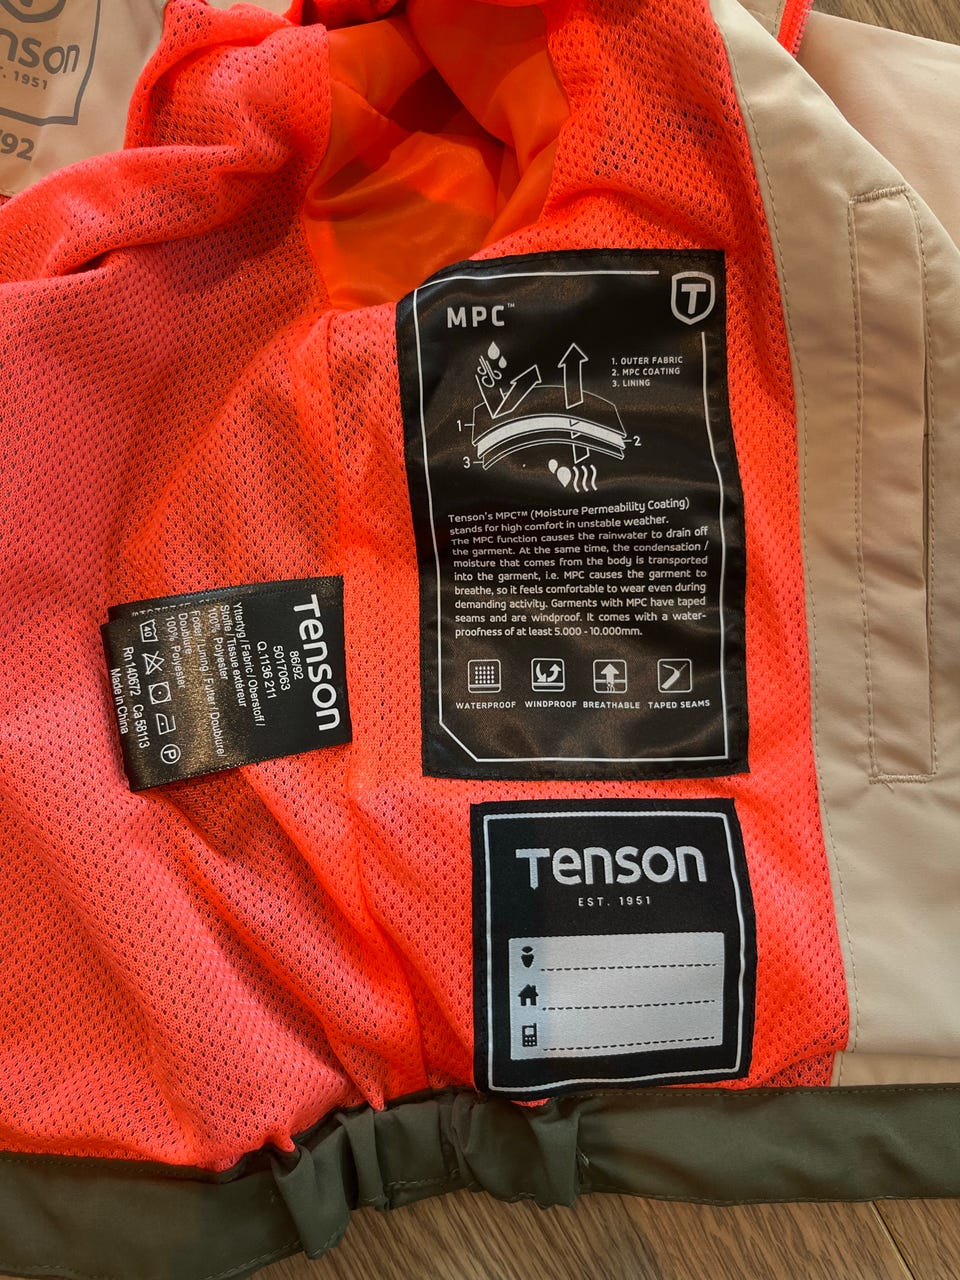 nson
T. 1951
92
MPC™
T
1. OUTER FABRIC
2. MPC COATING
3. LINING
1
2
3
Tenson's MPC™ (Moisture Permeability Coating)
stands for high comfort in unstable weather.
The MPC function causes the rainwater to drain off
the garment. At the same time, the condensation /
moisture that comes from the body is transported
into the garment, i.e. MPC causes the garment to
breathe, so it feels comfortable to wear even during
demanding activity. Garments with MPC have taped
seams and are windproof. It comes with a water-
proofness of at least 5.000 - 10.000mm.
WATERPROOF WINDPROOF BREATHABLE TAPED SEAMS
Tenson
86/92
5017063
Q.1136 211
Yttertyg / Fabric / Oberstoff /
Stoffe / Tissue extérieur
100% Polyester
Foder / Lining / Futter / Doublure/
Doublure
100% Polyester
40
P
Rn 140672 Ca 58113
Made in China
Tenson
EST. 1951